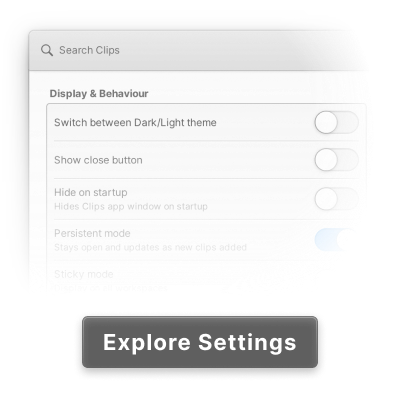 Search Clips
Display & Behaviour
Switch between Dark/Light theme
Show close button
Hide on startup
Hides Clips app window on startup
Persistent mode
Stays open and updates as new clips added
Sticky mode
Explore Settings